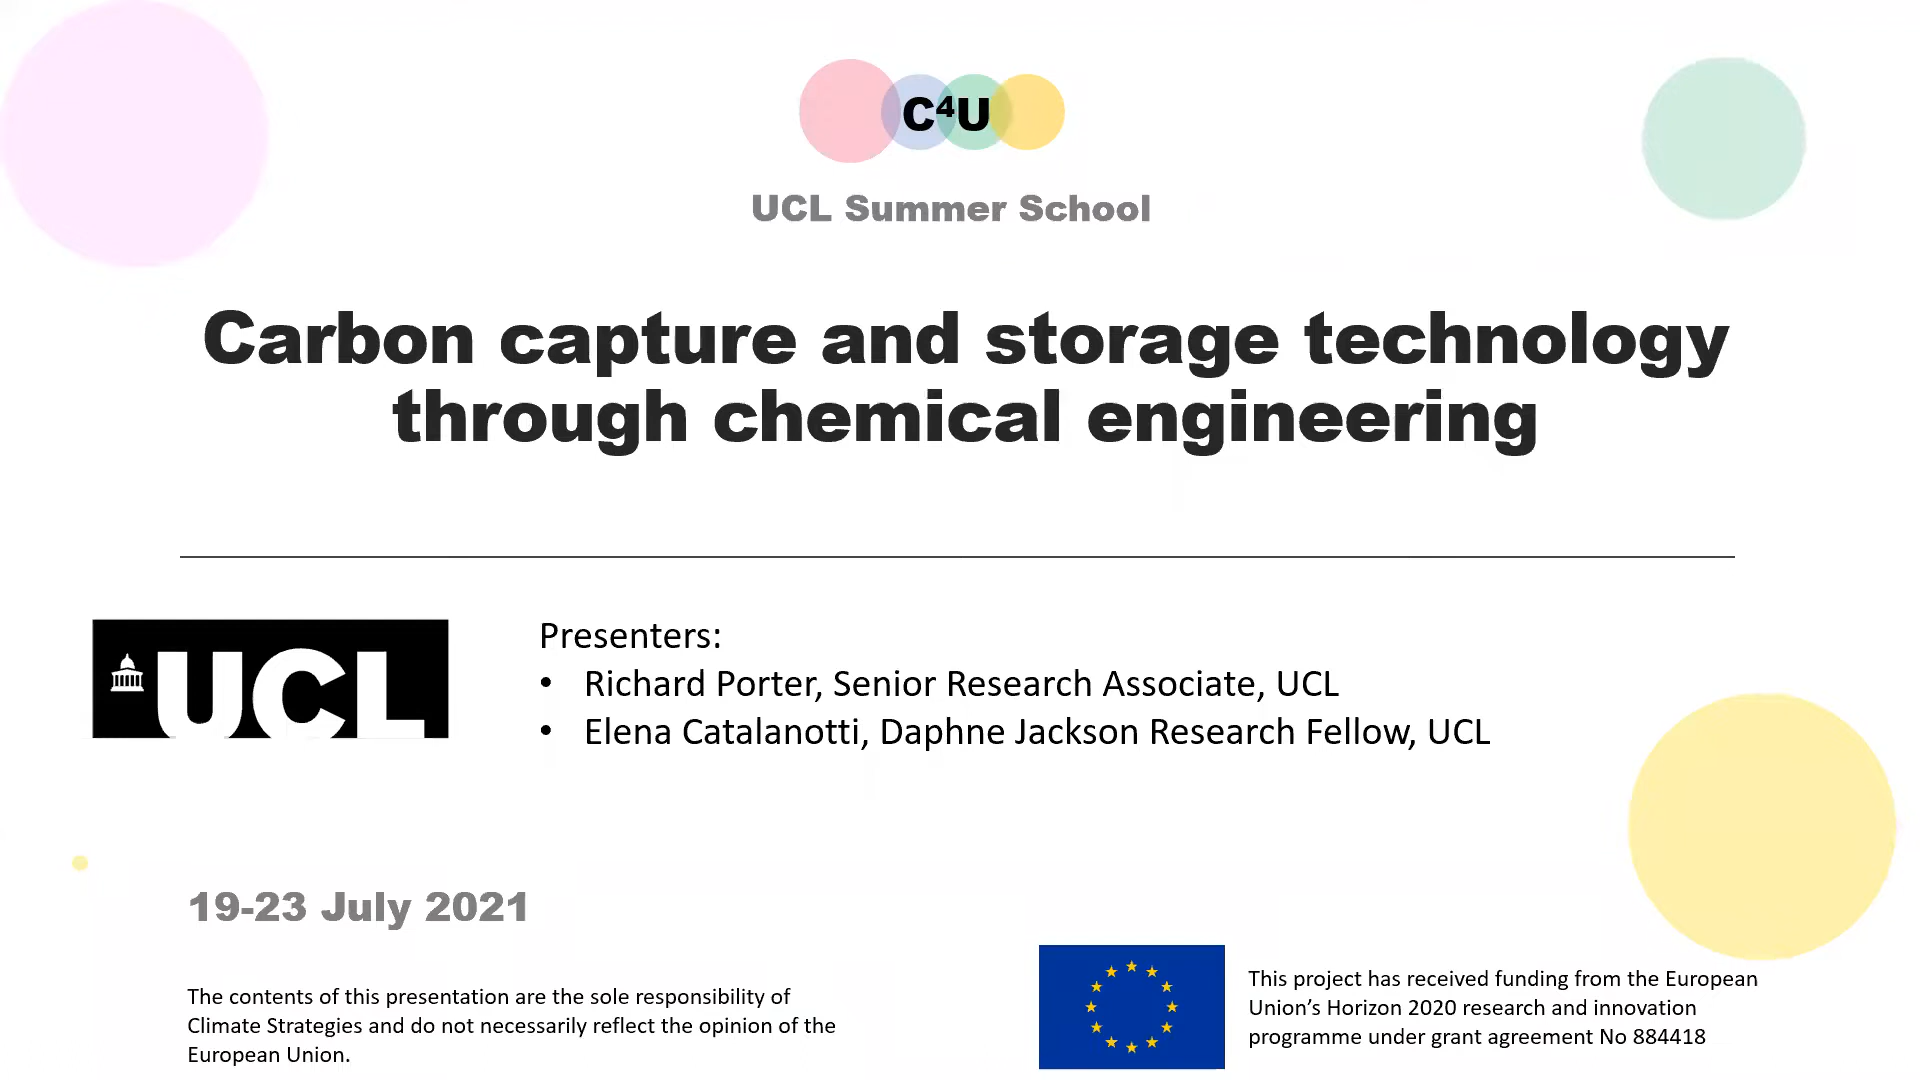 C⁴U
UCL Summer School
Carbon capture and storage technology
through chemical engineering
UCL
Presenters:
• Richard Porter, Senior Research Associate, UCL
• Elena Catalanotti, Daphne Jackson Research Fellow, UCL
19-23 July 2021
The contents of this presentation are the sole responsibility of
Climate Strategies and do not necessarily reflect the opinion of the
European Union.
This project has received funding from the European
Union’s Horizon 2020 research and innovation
programme under grant agreement No 884418